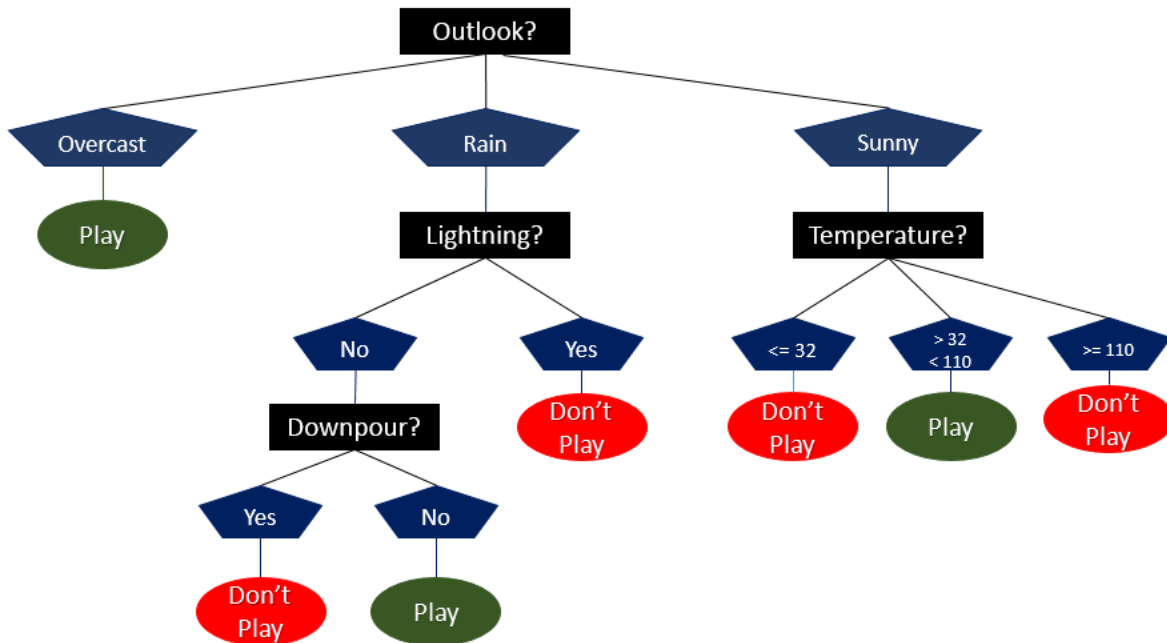 Outlook?
Overcast
Rain
Sunny
Play
Lightning?
Temperature?
No
Yes
<= 32
> 32
< 110
>= 110
Downpour?
Don't
Play
Don't
Play
Play
Don't
Play
Yes
No
Don't
Play
Play